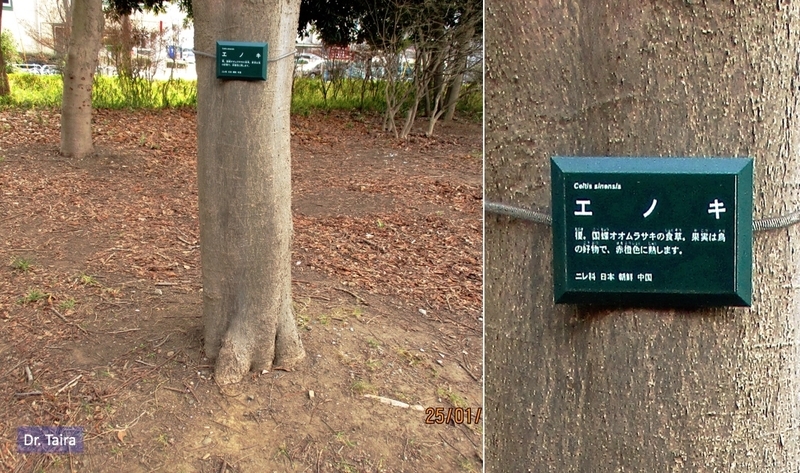 Celtis sinensis
エノキ
榎。国蝶オオムラサキの食草。果実は鳥
の好物で、赤橙色に熟します。
ニレ科 日本 朝鮮 中国
25/01/
Dr. Taira